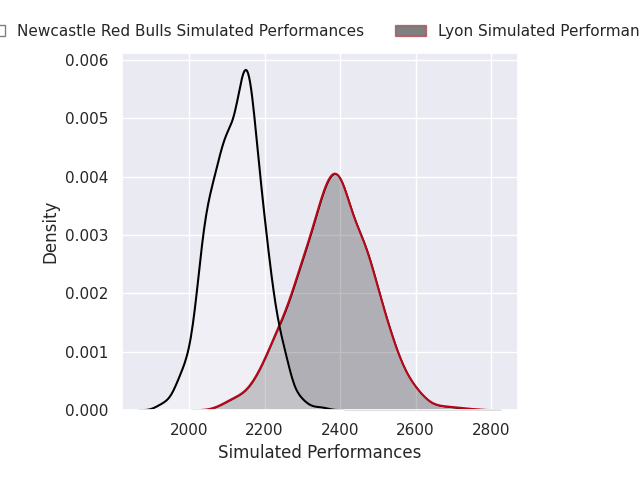 Newcastle Red Bulls Simulated Performances
Lyon Simulated
0.006
0.005
0.004
0.003
0.002
0.001
0.000
Density
2000 2200 2400 2600 2800
Simulated Performances